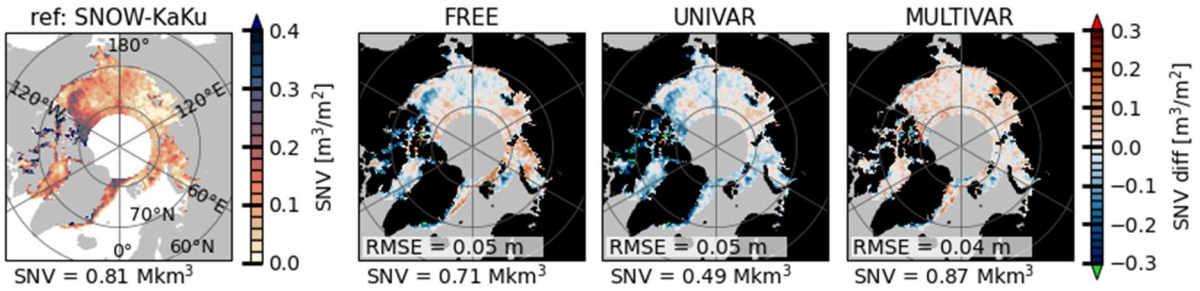 ref: SNOW-KaKu
FREE
UNIVAR
MULTIVAR
180°
120°W
120°E
60°E
70°N
0°
60°N
0.4
0.3
0.2
0.1
0.0
SNV [m³/m²]
RMSE = 0.05 m
RMSE = 0.05 m
RMSE = 0.04 m
0.3
0.2
0.1
0.0
−0.1
−0.2
−0.3
SNV diff [m³/m²]
SNV = 0.81 Mkm³
SNV = 0.71 Mkm³
SNV = 0.49 Mkm³
SNV = 0.87 Mkm³